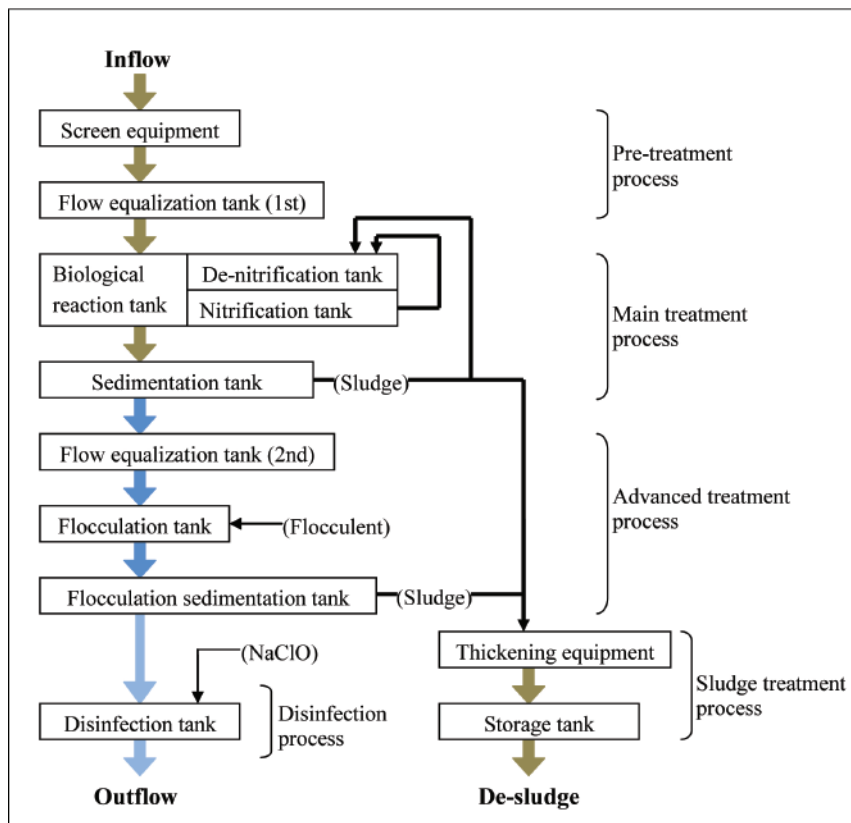 Inflow
Screen equipment
Pre-treatment
process
Flow equalization tank (1st)
Biological
reaction tank
De-nitrification tank
Nitrification tank
Main treatment
process
Sedimentation tank
(Sludge)
Flow equalization tank (2nd)
Advanced treatment
process
Flocculation tank
(Flocculent)
Flocculation sedimentation tank
(Sludge)
(NaClO)
Thickening equipment
Sludge treatment
process
Disinfection tank
Disinfection
process
Storage tank
Outflow
De-sludge